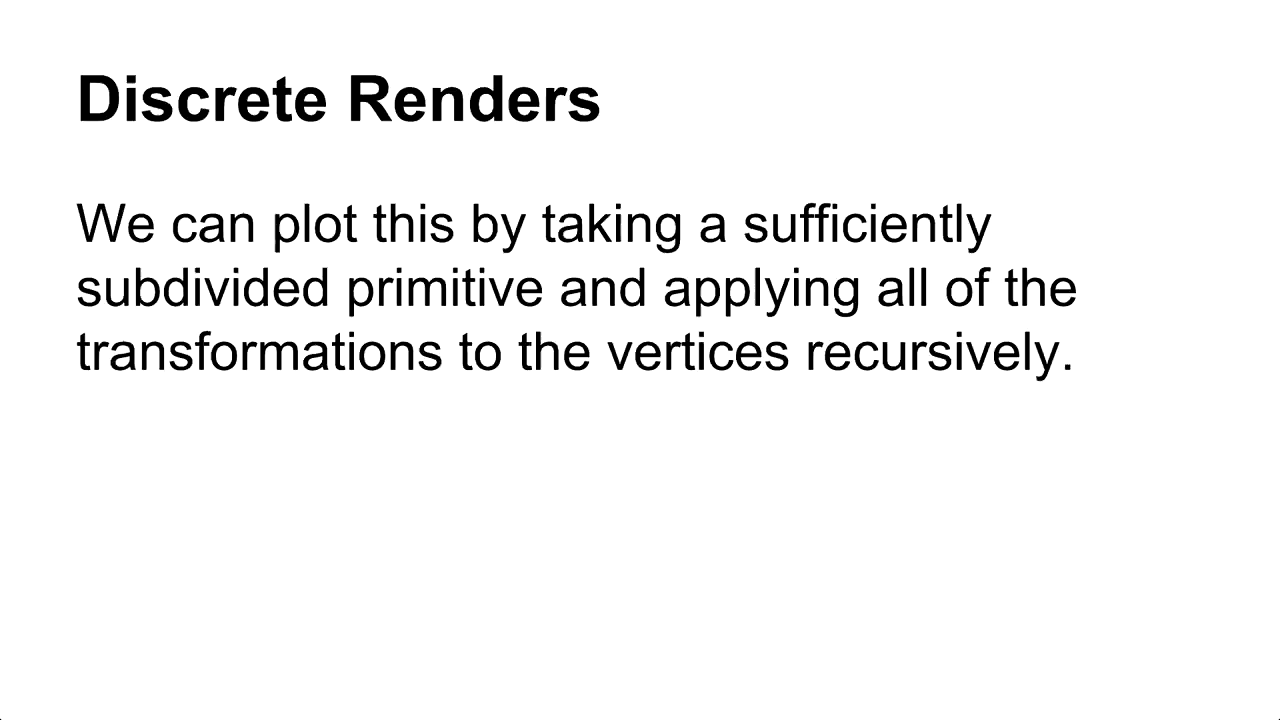 Discrete Renders
We can plot this by taking a sufficiently
subdivided primitive and applying all of the
transformations to the vertices recursively.